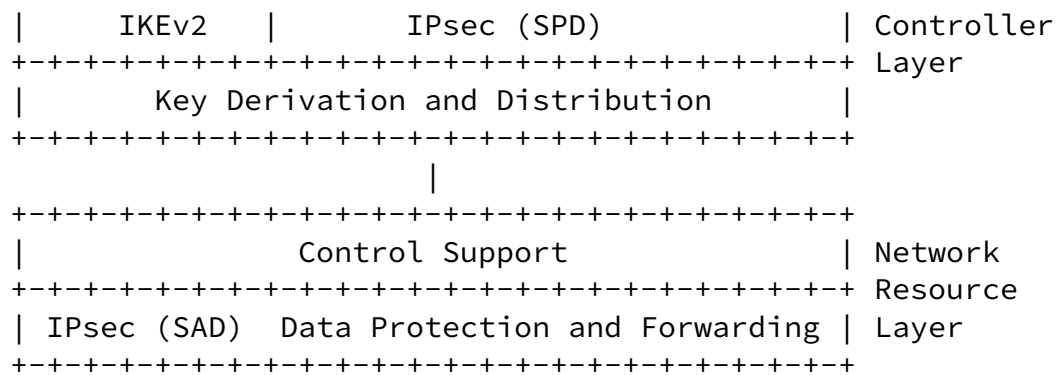 |      IKEv2   |       IPsec (SPD)             | Controller
+-+-+-+-+-+-+-+-+-+-+-+-+-+-+-+-+-+-+-+-+-+-+-+ Layer
|       Key Derivation and Distribution       |
+-+-+-+-+-+-+-+-+-+-+-+-+-+-+-+-+-+-+-+-+-+-+-+
                       |
+-+-+-+-+-+-+-+-+-+-+-+-+-+-+-+-+-+-+-+-+-+-+-+
|               Control Support               | Network
+-+-+-+-+-+-+-+-+-+-+-+-+-+-+-+-+-+-+-+-+-+-+-+ Resource
| IPsec (SAD)  Data Protection and Forwarding | Layer
+-+-+-+-+-+-+-+-+-+-+-+-+-+-+-+-+-+-+-+-+-+-+-+